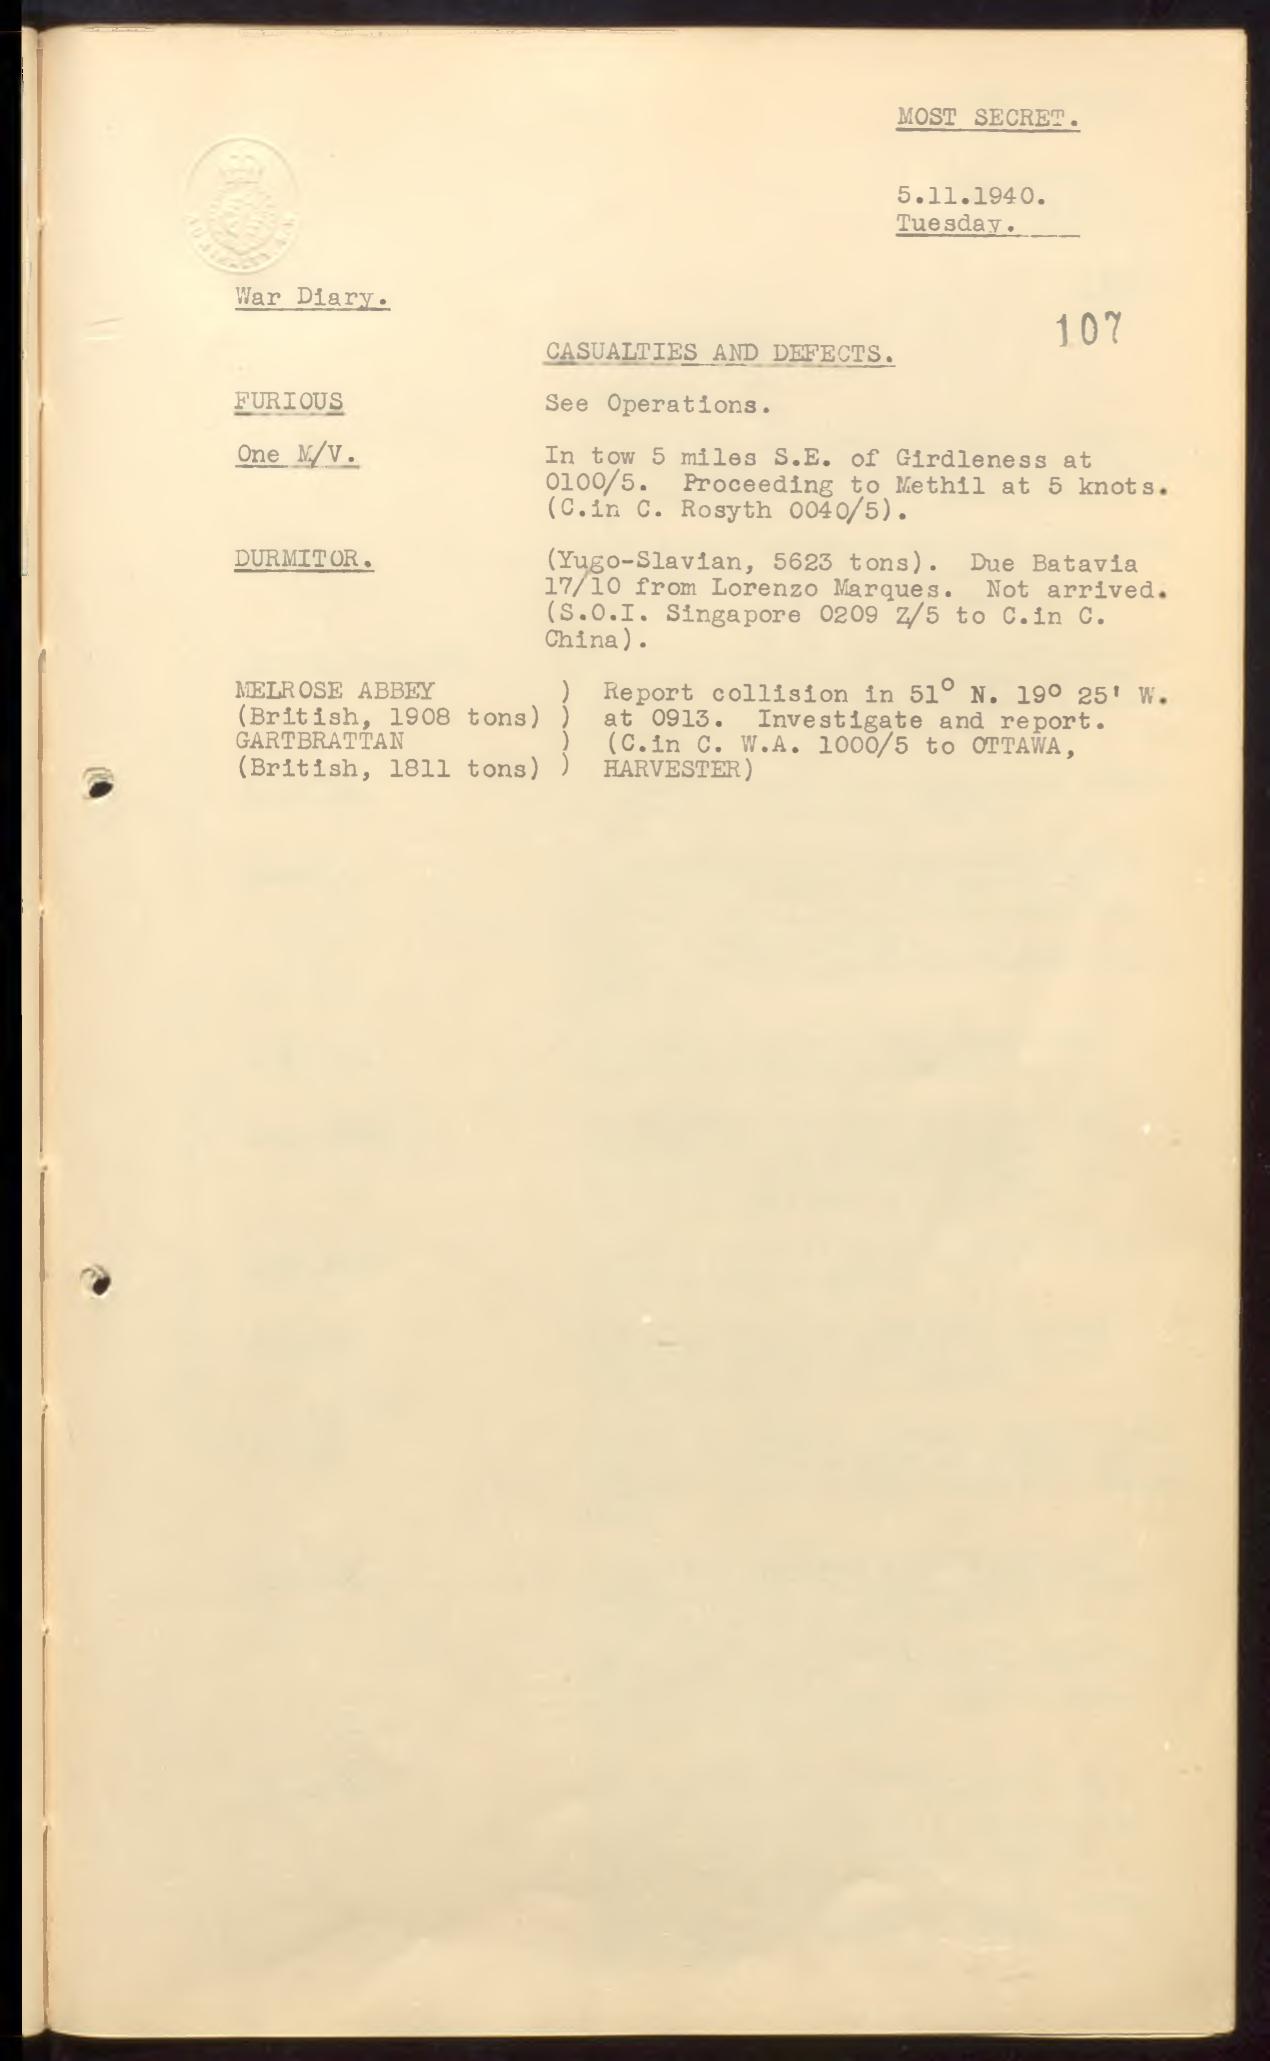 MOST SECRET.
5.11.1940.
Tuesday.
War Diary.
107
CASUALTIES AND DEFECTS.
FURIOUS See Operations.
One M/V. In tow 5 miles S.E. of Girdleness at
0100/5. Proceeding to Methil at 5 knots.
(C.in C. Rosyth 0040/5).
DURMITOR. (Yugo-Slavian, 5623 tons). Due Batavia
17/10 from Lorenzo Marques. Not arrived.
(S.O.I. Singapore 0209 Z/5 to C.in C.
China).
MELROSE ABBEY ) Report collision in 51° N. 19° 25' W.
(British, 1908 tons) ) at 0913. Investigate and report.
GARTBRATTAN ) (C.in C. W.A. 1000/5 to OTTAWA,
(British, 1811 tons) ) HARVESTER)